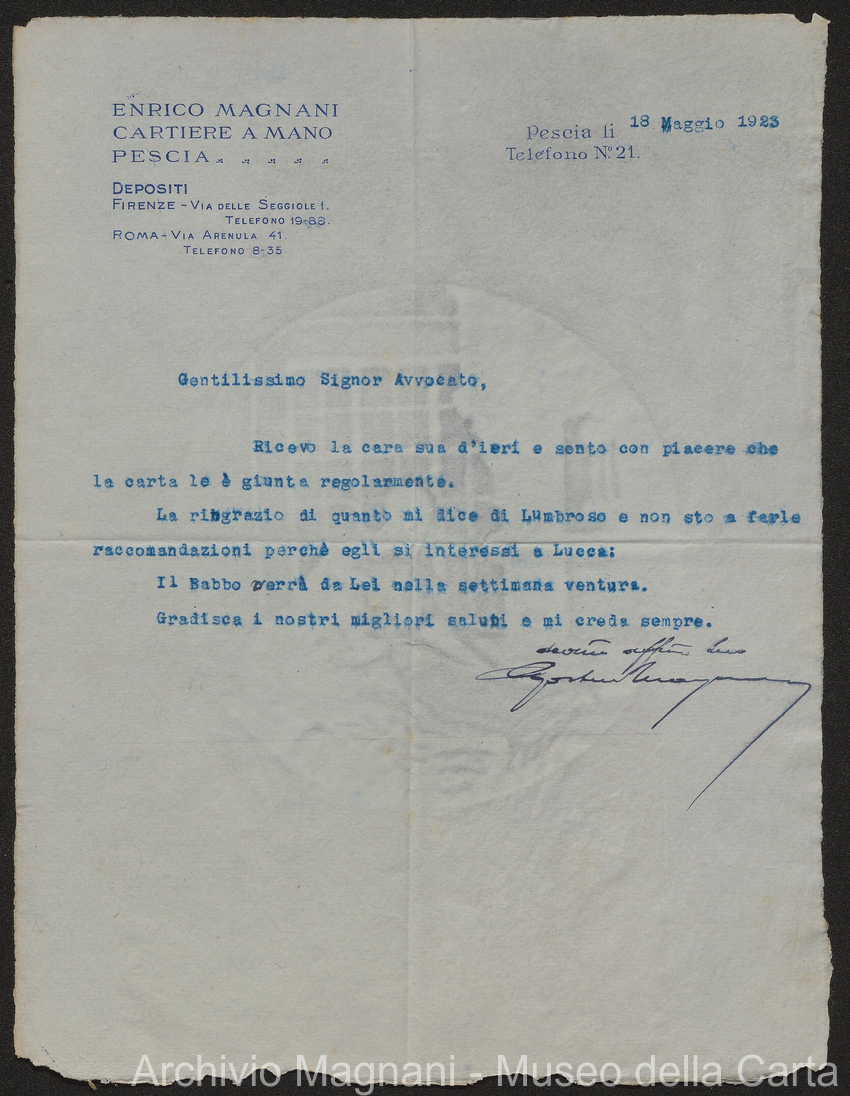 ENRICO MAGNANI
CARTIERE A MANO
PESCIA
DEPOSITI
FIRENZE - VIA DELLE SEGGIOLE 1.
TELEFONO 19-88.
ROMA - VIA ARENULA 41
TELEFONO 8-35
Pescia li 18 Maggio 1923
Telefono N.º 21.
Gentilissimo Signor Avvocato,
Ricevo la cara sua d'ieri e sento con piacere che
la carta le è giunta regolarmente.
La ringrazio di quanto mi dice di Lumbroso e non sto a farle
raccomandazioni perchè egli si interessi a Lucca:
Il Babbo verrà da Lei nella settimana ventura.
Gradisca i nostri migliori saluti e mi creda sempre.
Magnani
Archivio Magnani - Museo della Carta